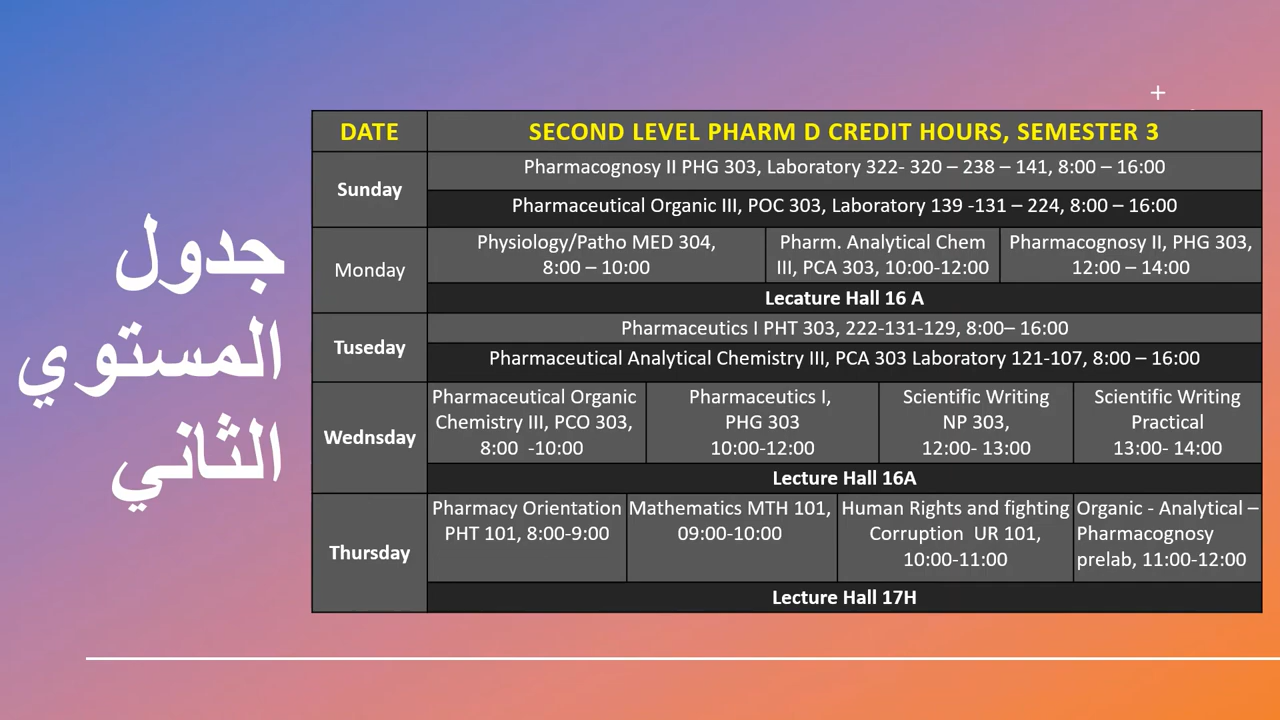 جدول
المستوي
الثاني
DATE
SECOND LEVEL PHARM D CREDIT HOURS, SEMESTER 3
Sunday
Pharmacognosy II PHG 303, Laboratory 322- 320 – 238 – 141, 8:00 – 16:00
Pharmaceutical Organic III, POC 303, Laboratory 139 -131 – 224, 8:00 – 16:00
Monday
Physiology/Patho MED 304,
8:00 – 10:00
Pharm. Analytical Chem
III, PCA 303, 10:00-12:00
Pharmacognosy II, PHG 303,
12:00 – 14:00
Lecature Hall 16 A
Tuseday
Pharmaceutics I PHT 303, 222-131-129, 8:00– 16:00
Pharmaceutical Analytical Chemistry III, PCA 303 Laboratory 121-107, 8:00 – 16:00
Wednsday
Pharmaceutical Organic
Chemistry III, PCO 303,
8:00 -10:00
Pharmaceutics I,
PHG 303
10:00-12:00
Scientific Writing
NP 303,
12:00- 13:00
Scientific Writing
Practical
13:00- 14:00
Lecture Hall 16A
Thursday
Pharmacy Orientation
PHT 101, 8:00-9:00
Mathematics MTH 101,
09:00-10:00
Human Rights and fighting
Corruption UR 101,
10:00-11:00
Organic - Analytical –
Pharmacognosy
prelab, 11:00-12:00
Lecture Hall 17H